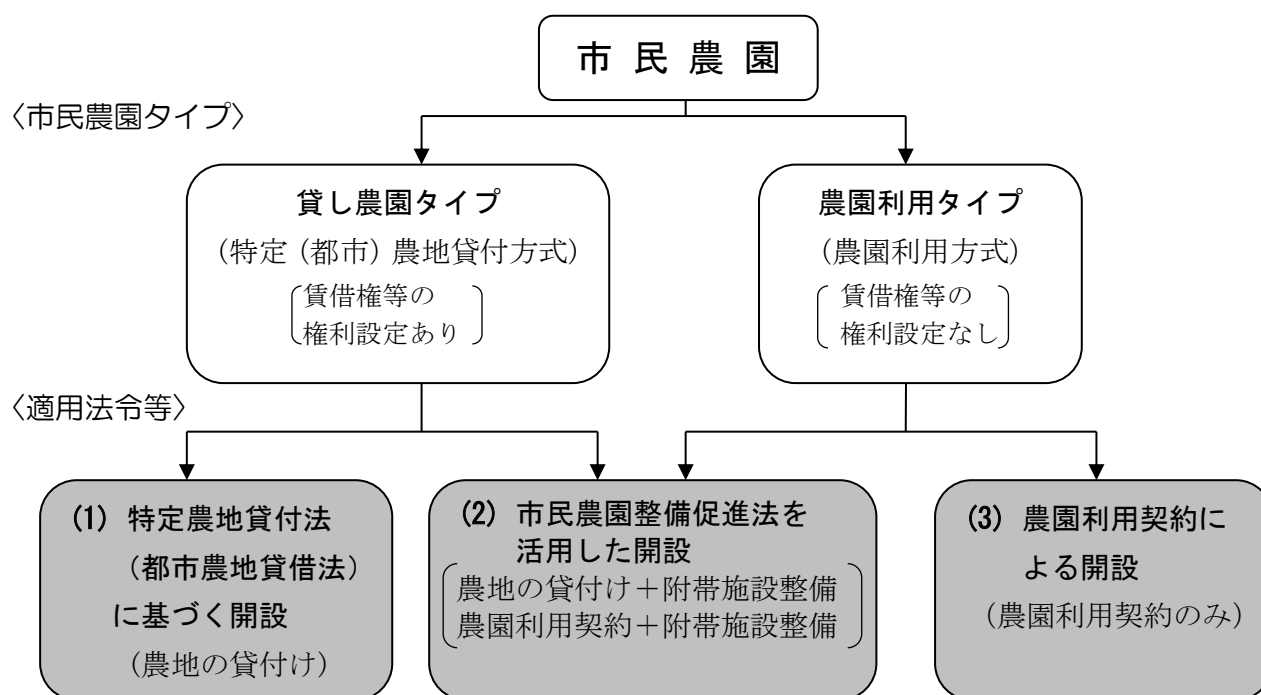 市民農園
〈市民農園タイプ〉
貸し農園タイプ
(特定(都市)農地貸付方式)
賃借権等の
権利設定あり
農園利用タイプ
(農園利用方式)
賃借権等の
権利設定なし
〈適用法令等〉
(1) 特定農地貸付法
(都市農地貸借法)
に基づく開設
(農地の貸付け)
(2) 市民農園整備促進法を
活用した開設
農地の貸付け+附帯施設整備
農園利用契約+附帯施設整備
(3) 農園利用契約に
よる開設
(農園利用契約のみ)